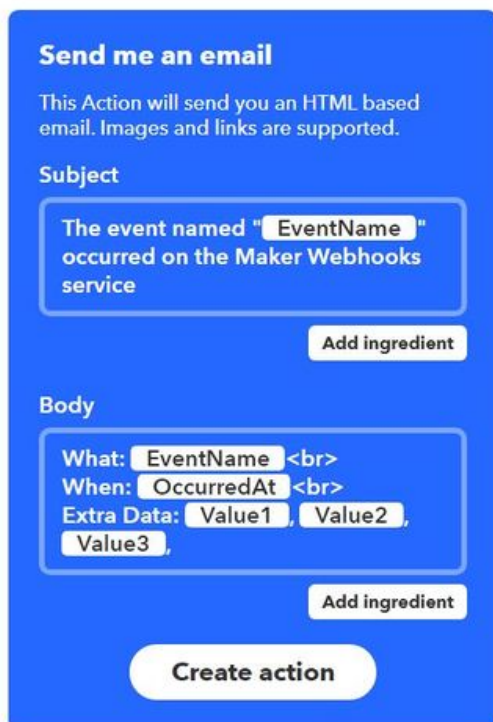 Send me an email
This Action will send you an HTML based
email. Images and links are supported.
Subject
The event named " EventName "
occurred on the Maker Webhooks
service
Add ingredient
Body
What: EventName <br>
When: OccurredAt <br>
Extra Data: Value1 , Value2 ,
Value3 ,
Add ingredient
Create action